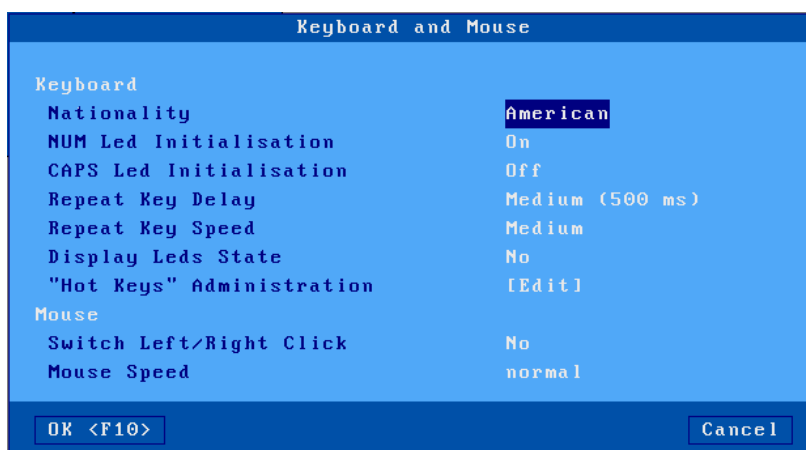 Keyboard and Mouse
Keyboard
Nationality American
NUM Led Initialisation On
CAPS Led Initialisation Off
Repeat Key Delay Medium (500 ms)
Repeat Key Speed Medium
Display Leds State No
"Hot Keys" Administration [Edit]
Mouse
Switch Left/Right Click No
Mouse Speed normal
OK <F10> Cancel